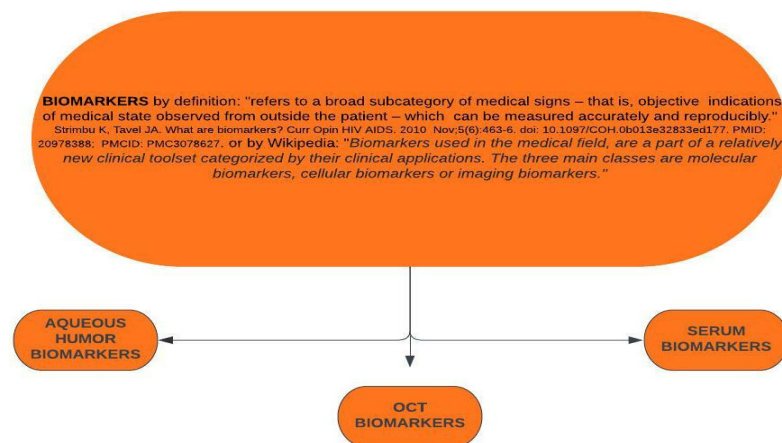 BIOMARKERS by definition: "refers to a broad subcategory of medical signs – that is, objective indications
of medical state observed from outside the patient – which can be measured accurately and reproducibly."
Strimbu K, Tavel JA. What are biomarkers? Curr Opin HIV AIDS. 2010 Nov;5(6):463-6. doi: 10.1097/COH.0b013e32833ed177. PMID:
20978388; PMCID: PMC3078627. or by Wikipedia: "Biomarkers used in the medical field, are a part of a relatively
new clinical toolset categorized by their clinical applications. The three main classes are molecular
biomarkers, cellular biomarkers or imaging biomarkers."
AQUEOUS
HUMOR
BIOMARKERS
OCT
BIOMARKERS
SERUM
BIOMARKERS